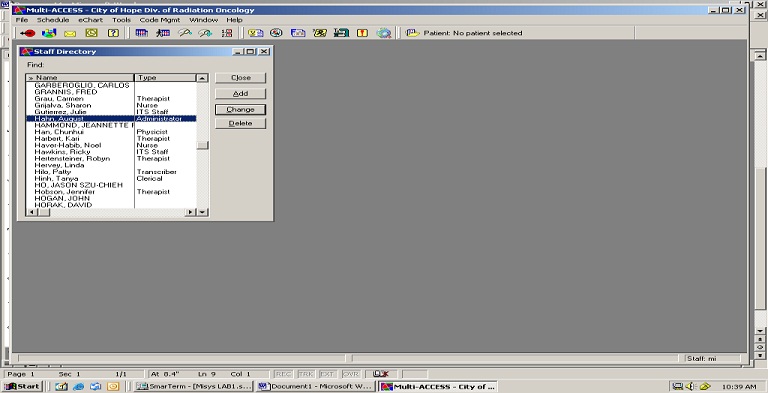 Multi-ACCESS - City of Hope Div. of Radiation Oncology
File Schedule eChart Tools Code Mgmt Window Help
Patient: No patient selected
Staff Directory
Find:
» Name Type
GARBEROGLIO, CARLOS
GRANNIS, FRED
Grau, Carmen Therapist
Grijalva, Sharon Nurse
Gutierrez, Julie ITS Staff
Hahn, August Administrator
HAMMOND, JEANNETTE
Han, Chunhui Physicist
Harbert, Kari Therapist
Haver-Habib, Noel Nurse
Hawkins, Ricky ITS Staff
Hertensteiner, Robyn Therapist
Hervey, Linda
Hilo, Patty Transcriber
Hinh, Tanya Clerical
HO, JASON SZU-CHIEH
Hobson, Jennifer Therapist
HOGAN, JOHN
HORAK, DAVID
Close
Add
Change
Delete
Staff: mi
Page 1 Sec 1 1/1 At 8.4" Ln 9 Col 1 REC TRK EXT OVR
Start SmarTerm - [Misys LAB1.s... Document1 - Microsoft W... Multi-ACCESS - City of ... 10:39 AM